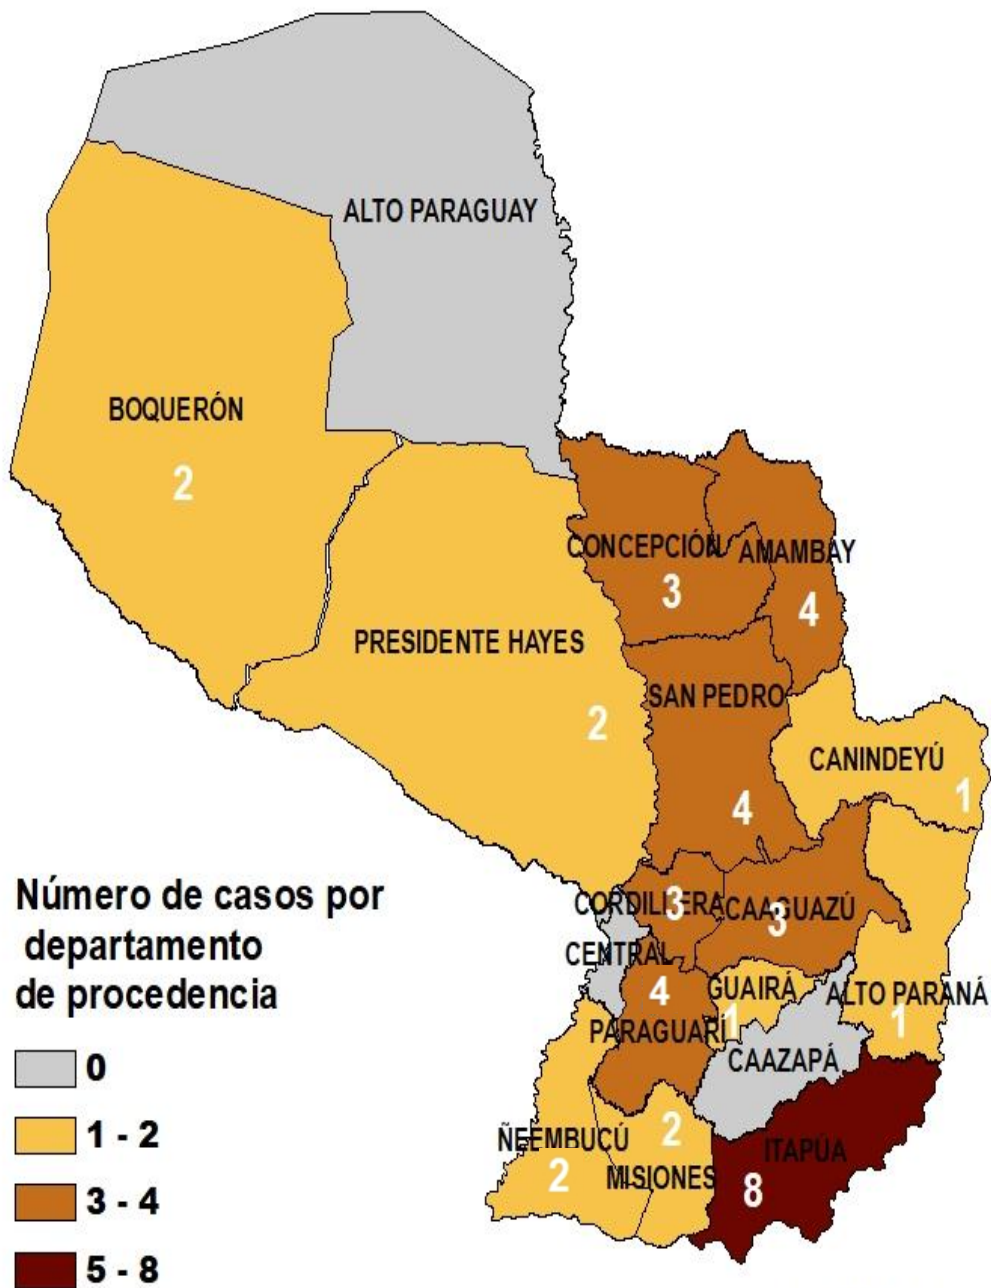 ALTO PARAGUAY
BOQUERÓN
2
CONCEPCIÓN
3
AMAMBAY
4
PRESIDENTE HAYES
2
SAN PEDRO
4
CANINDEYÚ
1
CORDILLERA
3
CAAGUAZÚ
3
CENTRAL
GUAIRÁ
1
ALTO PARANÁ
1
4
PARAGUARÍ
CAAZAPÁ
ÑEEMBUCÚ
2
2
MISIONES
ITAPÚA
8
Número de casos por
departamento
de procedencia
0
1 - 2
3 - 4
5 - 8